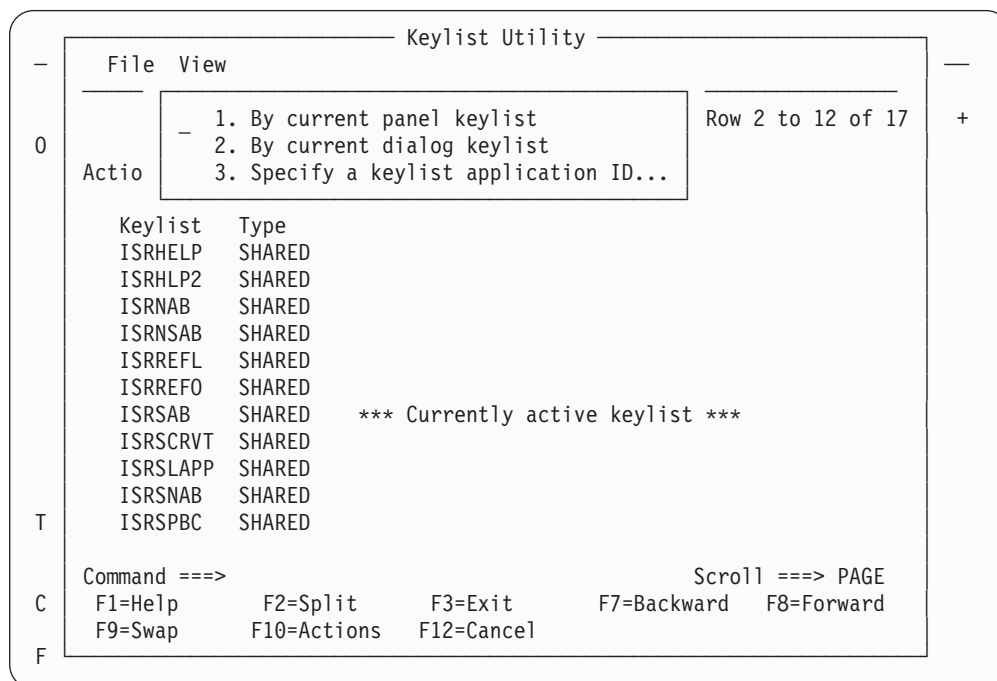 Keylist Utility
File View
_ 1. By current panel keylist Row 2 to 12 of 17 +
O 2. By current dialog keylist
Actio 3. Specify a keylist application ID...
Keylist Type
ISRHELP SHARED
ISRHLP2 SHARED
ISRNAB SHARED
ISRNSAB SHARED
ISRREFL SHARED
ISRREFO SHARED
ISRSAB SHARED *** Currently active keylist ***
ISRSCRVT SHARED
ISRSLAPP SHARED
ISRSNAB SHARED
T ISRSPBC SHARED
Command ===> Scroll ===> PAGE
C F1=Help F2=Split F3=Exit F7=Backward F8=Forward
F9=Swap F10=Actions F12=Cancel
F